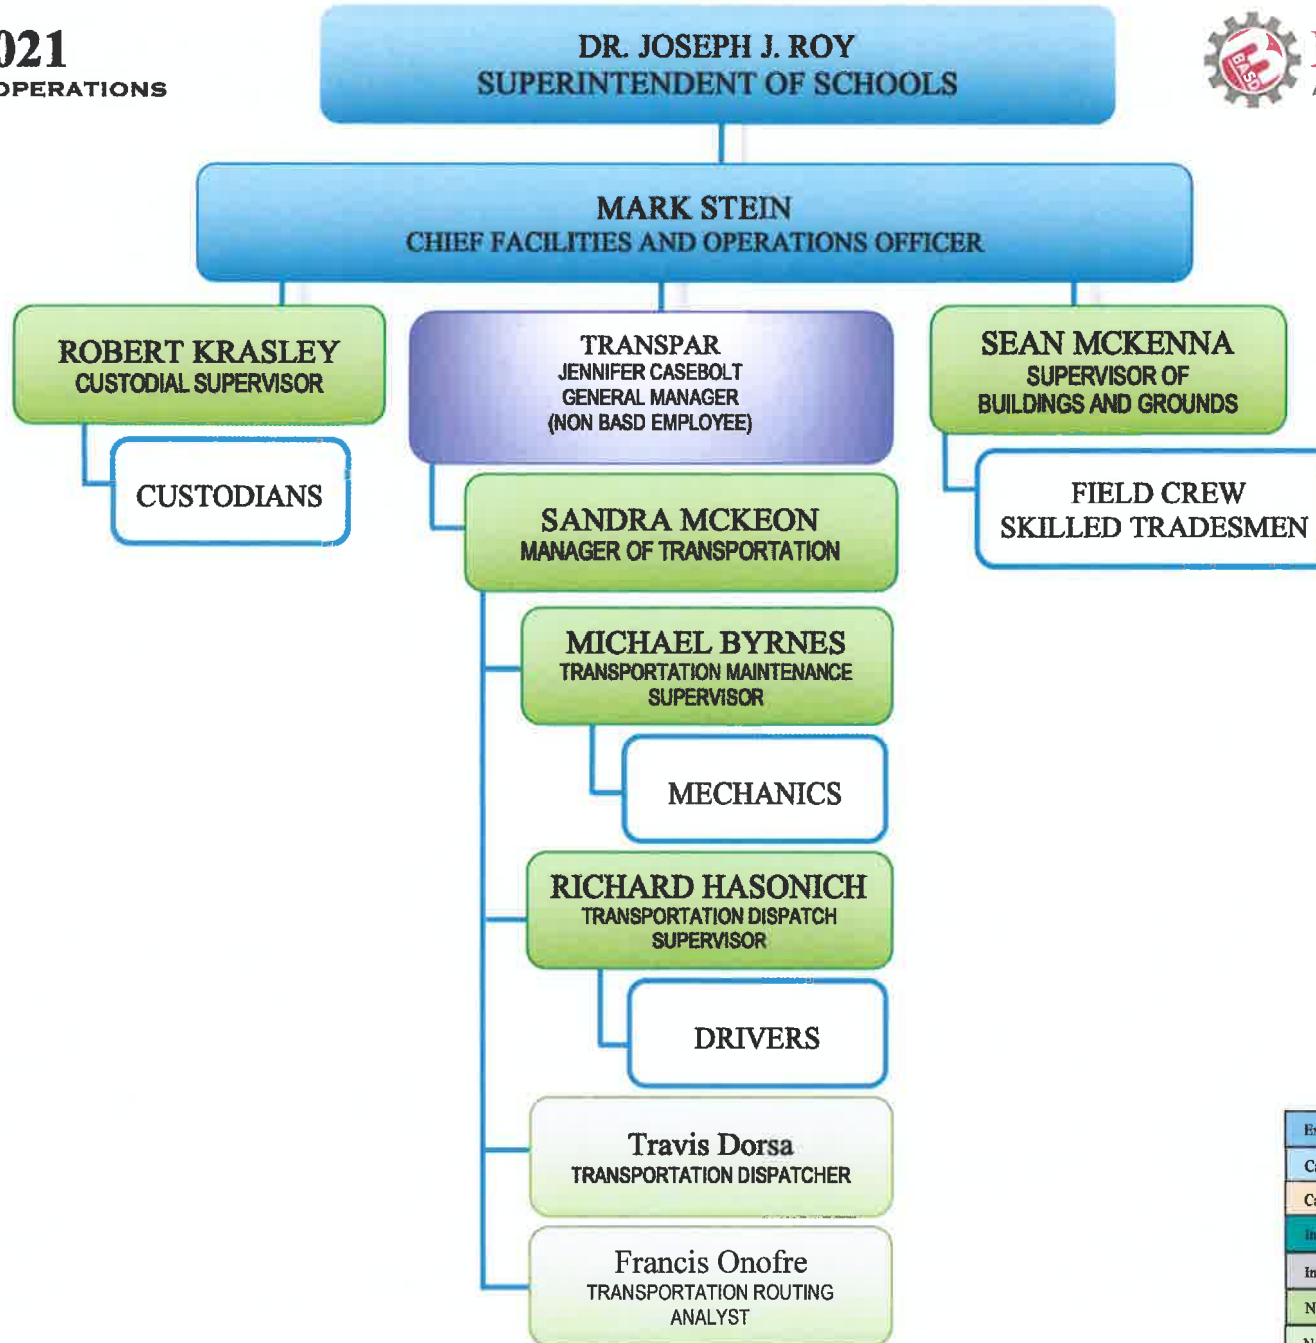 021
OPERATIONS
DR. JOSEPH J. ROY
SUPERINTENDENT OF SCHOOLS
BASD
MARK STEIN
CHIEF FACILITIES AND OPERATIONS OFFICER
ROBERT KRASLEY
CUSTODIAL SUPERVISOR
CUSTODIANS
TRANSPAR
JENNIFER CASEBOLT
GENERAL MANAGER
(NON BASD EMPLOYEE)
SEAN MCKENNA
SUPERVISOR OF
BUILDINGS AND GROUNDS
FIELD CREW
SKILLED TRADESMEN
SANDRA MCKEON
MANAGER OF TRANSPORTATION
MICHAEL BYRNES
TRANSPORTATION MAINTENANCE
SUPERVISOR
MECHANICS
RICHARD HASONICH
TRANSPORTATION DISPATCH
SUPERVISOR
DRIVERS
Travis Dorsa
TRANSPORTATION DISPATCHER
Francis Onofre
TRANSPORTATION ROUTING
ANALYST